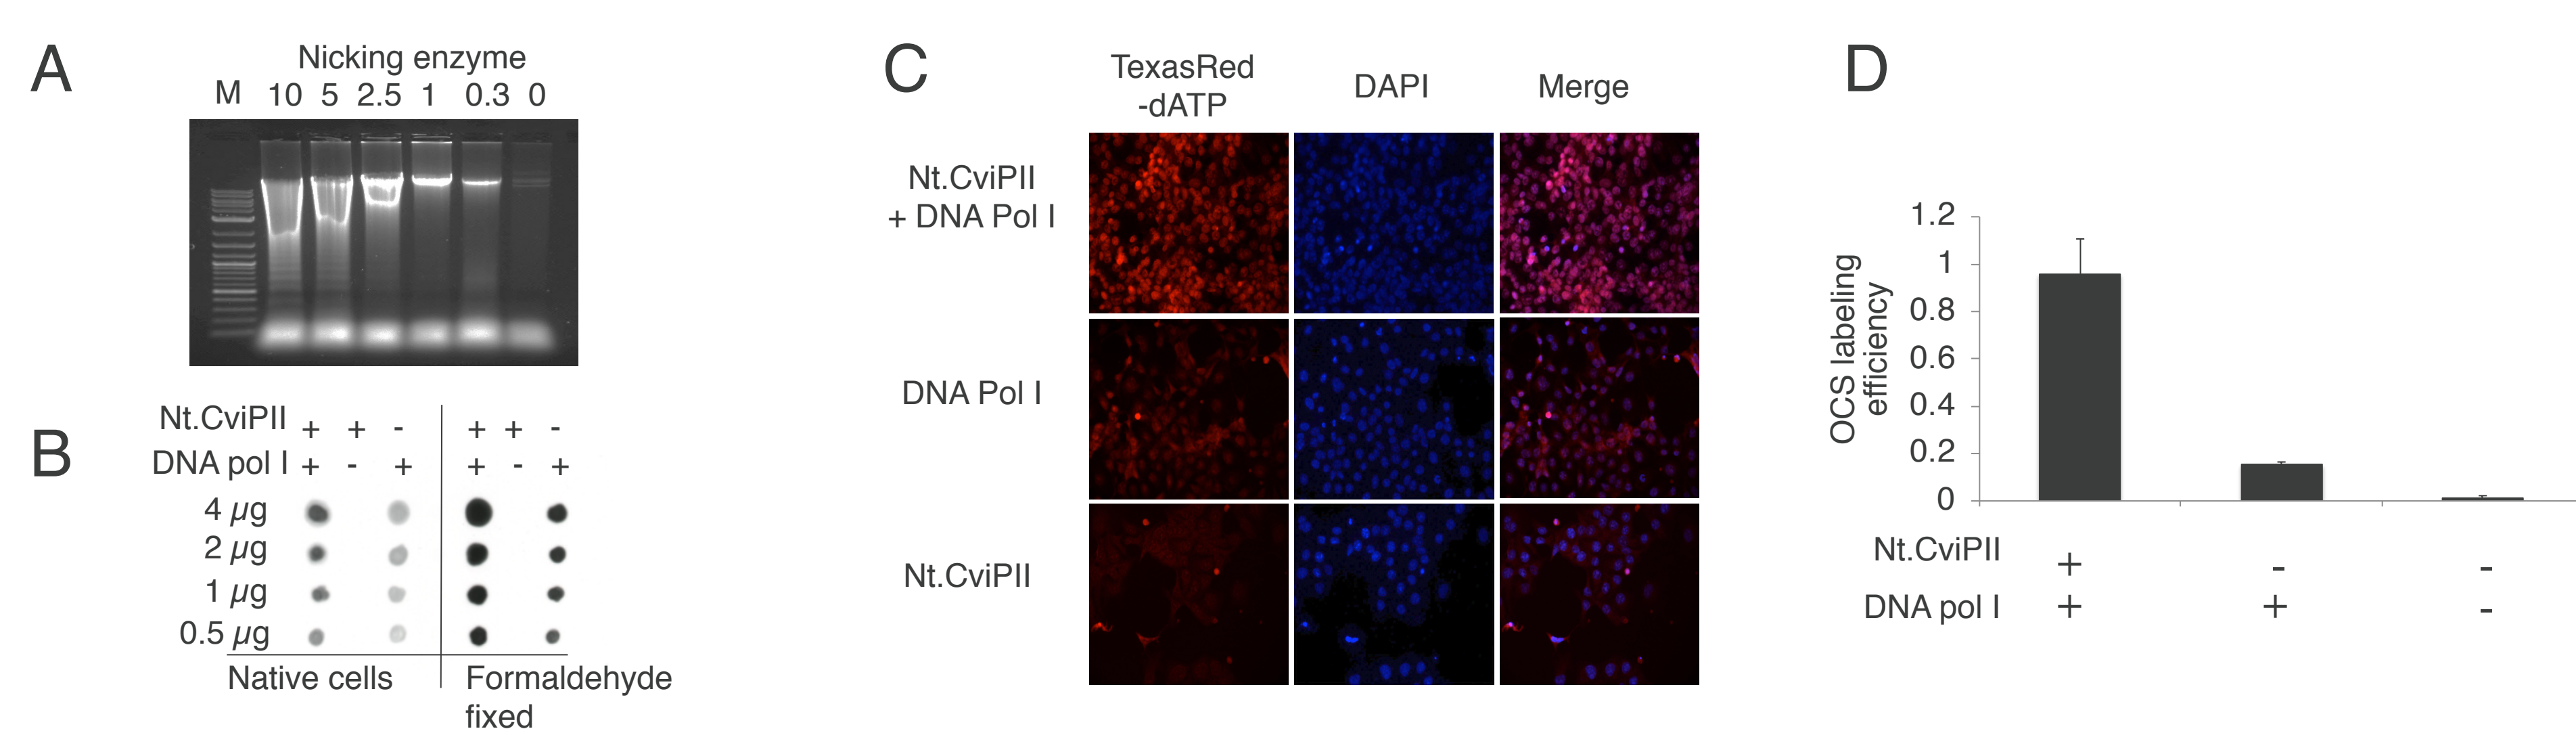 A
Nicking enzyme
M 10 5 2.5 1 0.3 0
B
Nt.CviPII + + - + + -
DNA pol I + - + + - +
4 µg
2 µg
1 µg
0.5 µg
Native cells
Formaldehyde
fixed
C
TexasRed
-dATP
DAPI
Merge
Nt.CviPII
+ DNA Pol I
DNA Pol I
Nt.CviPII
D
OCS labeling
efficiency
1.2
1
0.8
0.6
0.4
0.2
0
Nt.CviPII + - -
DNA pol I + + -